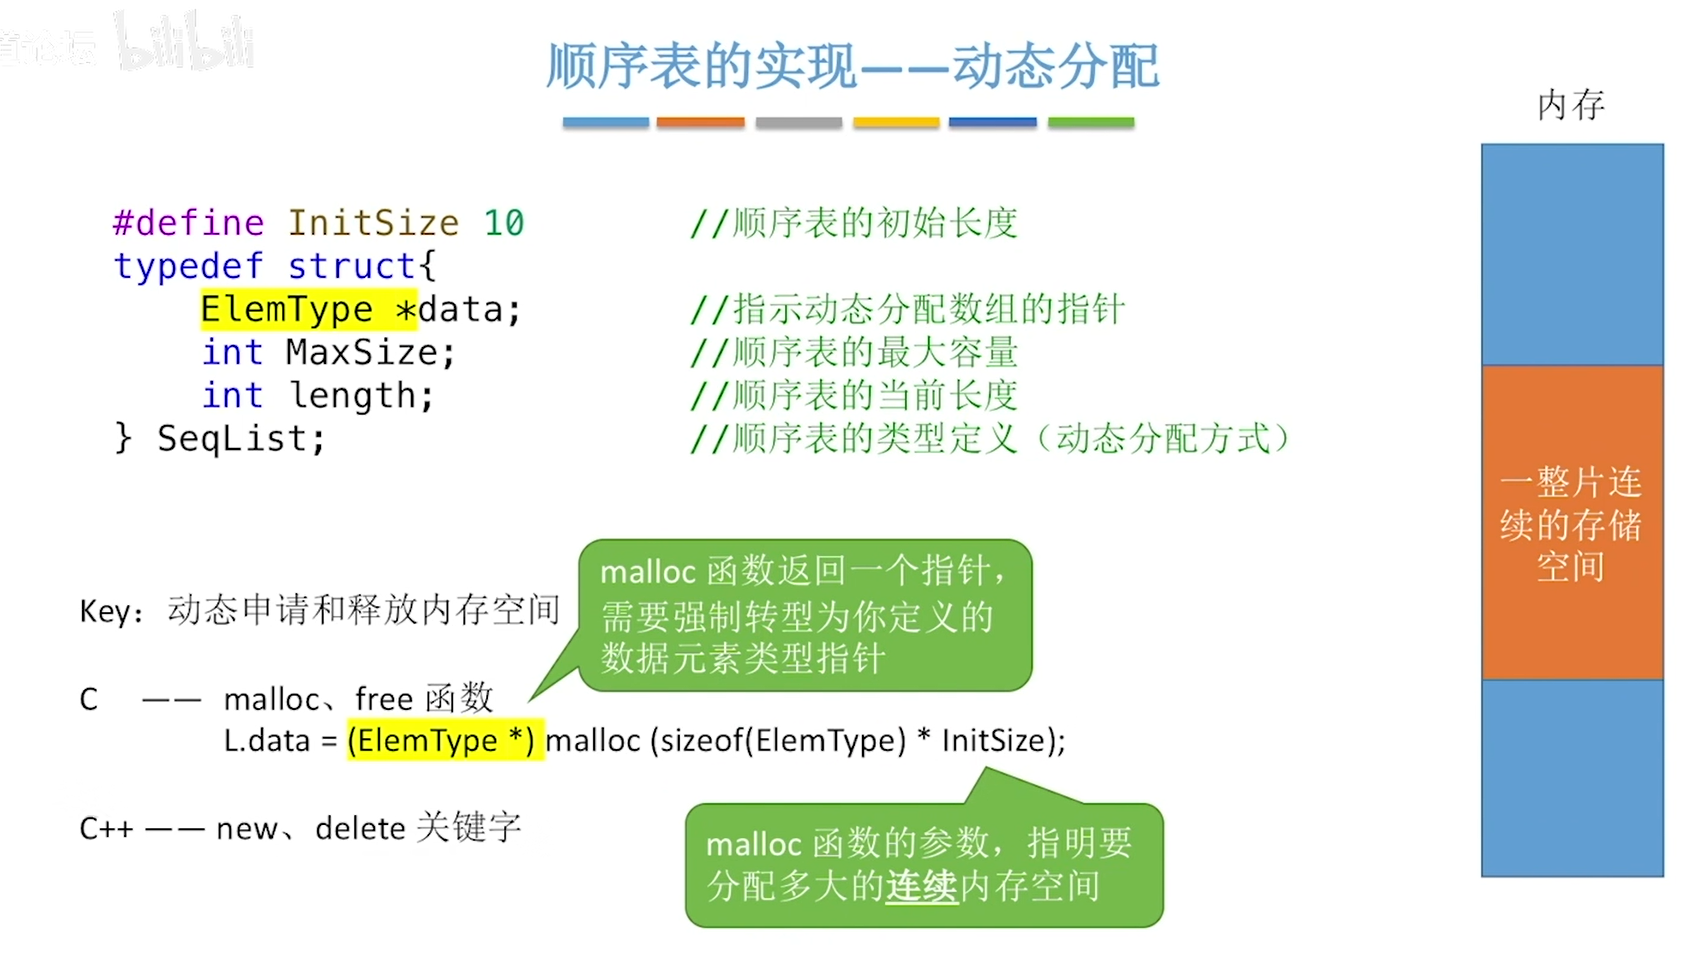 bilibili
顺序表的实现——动态分配
内存
#define InitSize 10 //顺序表的初始长度
typedef struct{
ElemType *data; //指示动态分配数组的指针
int MaxSize; //顺序表的最大容量
int length; //顺序表的当前长度
} SeqList; //顺序表的类型定义（动态分配方式）
一整片连
续的存储
空间
malloc 函数返回一个指针，
需要强制转型为你定义的
数据元素类型指针
Key：动态申请和释放内存空间
C —— malloc、free 函数
L.data = (ElemType *) malloc (sizeof(ElemType) * InitSize);
C++ —— new、delete 关键字
malloc 函数的参数，指明要
分配多大的连续内存空间